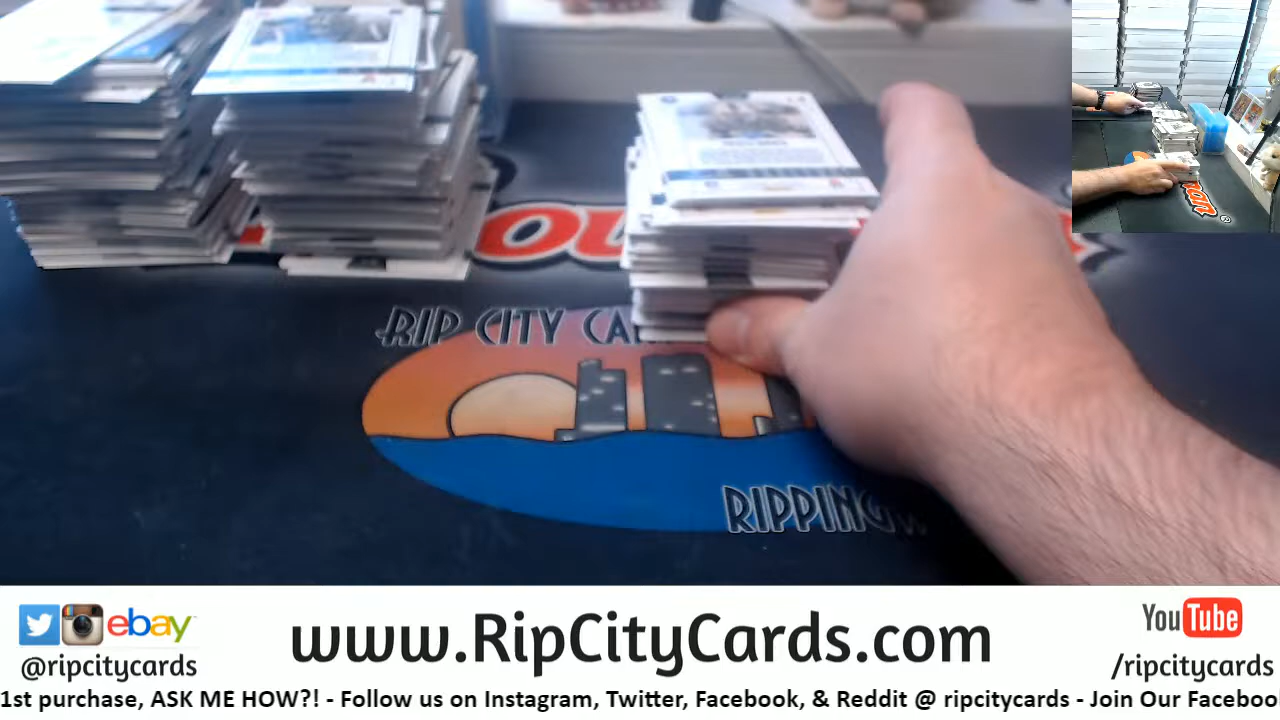 RIP CITY CA
RIPPING
ebay
@ripcitycards
www.RipCityCards.com
YouTube
/ripcitycards
1st purchase, ASK ME HOW?! - Follow us on Instagram, Twitter, Facebook, & Reddit @ ripcitycards - Join Our Faceboo